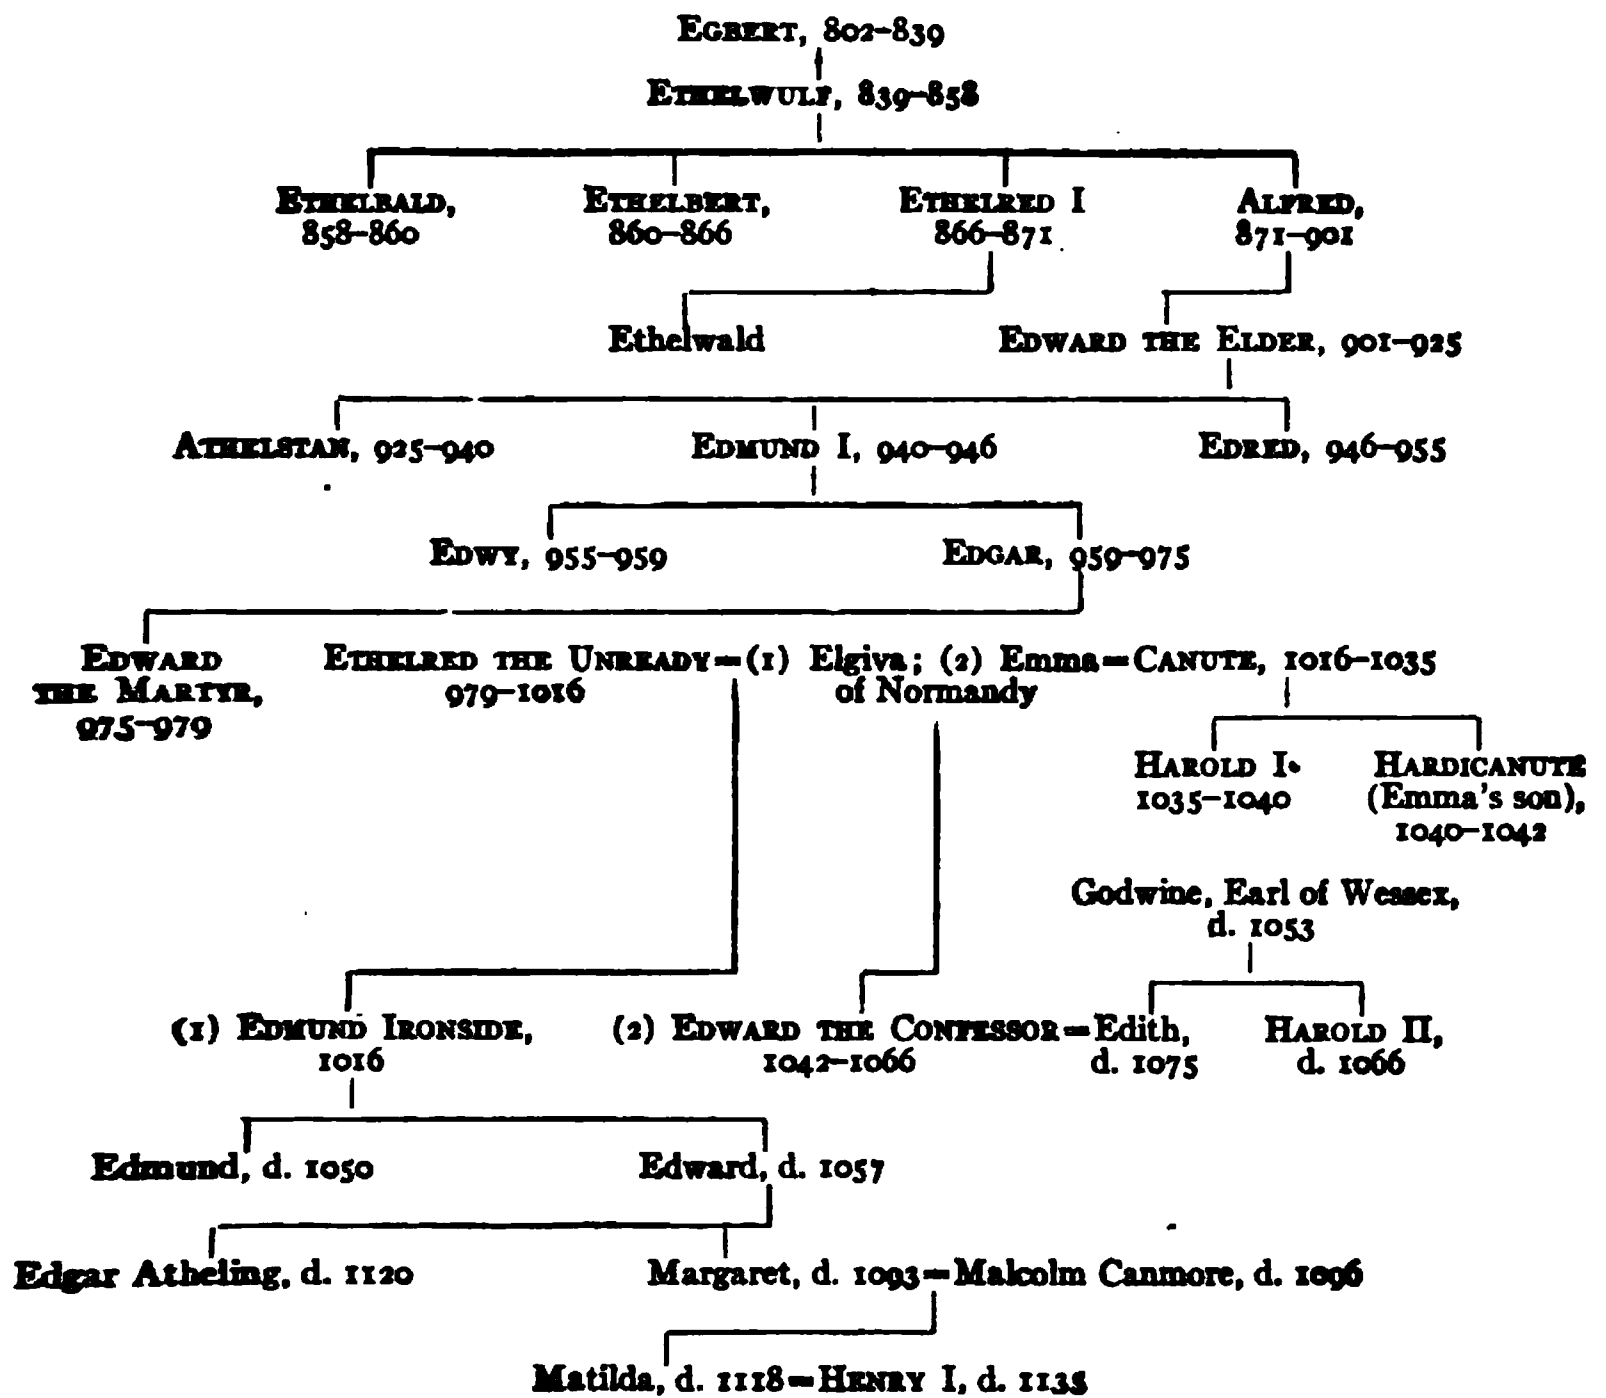 EGBERT, 802–839
ETHELWULF, 839–858
ETHELBALD, ETHELBERT, ETHELRED I ALFRED,
858–860 860–866 866–871 871–901
Ethelwald EDWARD THE ELDER, 901–925
ATHELSTAN, 925–940 EDMUND I, 940–946 EDRED, 946–955
EDWY, 955–959 EDGAR, 959–975
EDWARD ETHELRED THE UNREADY=(1) Elgiva; (2) Emma=CANUTE, 1016–1035
THE MARTYR, 979–1016 of Normandy
975–979
HAROLD I. HARDICANUTE
1035–1040 (Emma's son),
1040–1042
Godwine, Earl of Wessex,
d. 1053
(1) EDMUND IRONSIDE, (2) EDWARD THE CONFESSOR=Edith, HAROLD II,
1016 1042–1066 d. 1075 d. 1066
Edmund, d. 1050 Edward, d. 1057
Edgar Atheling, d. 1120 Margaret, d. 1093=Malcolm Canmore, d. 1096
Matilda, d. 1118=HENRY I, d. 1135